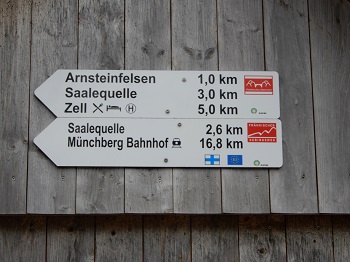 Arnsteinfelsen 1,0 km
Saalequelle 3,0 km
Zell H 5,0 km
Saalequelle 2,6 km
Münchberg Bahnhof 16,8 km